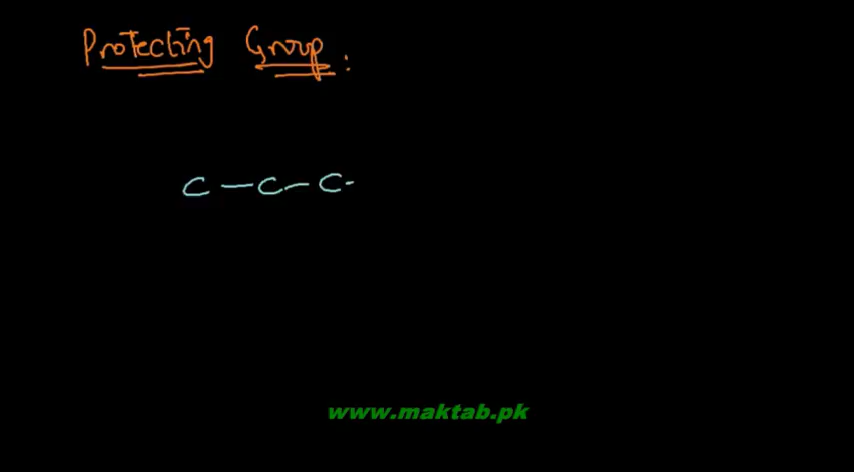 Protecting Group :
C — C — C -
www.maktab.pk